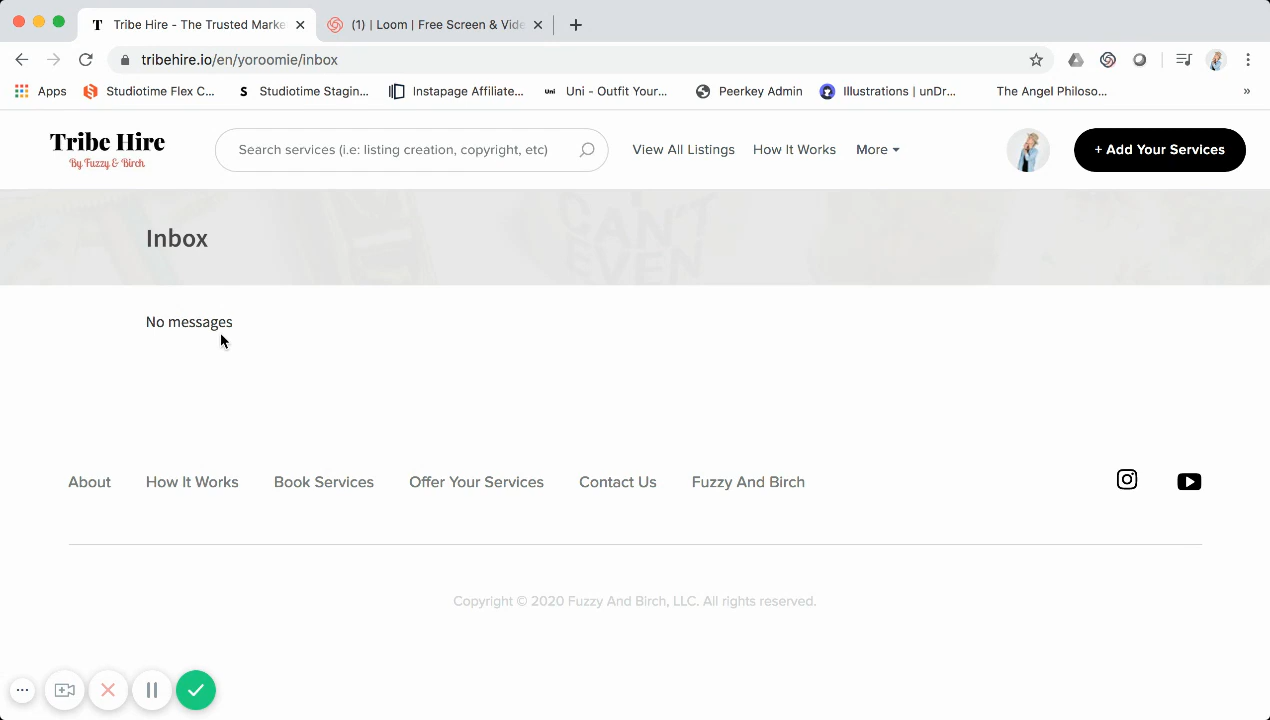 T Tribe Hire - The Trusted Marke
(1) | Loom | Free Screen & Vide
tribehire.io/en/yoroomie/inbox
Apps Studiotime Flex C... S Studiotime Stagin... Instapage Affiliate... Uni Uni - Outfit Your... Peerkey Admin Illustrations | unDr... The Angel Philoso... »
Tribe Hire
By Fuzzy & Birch
Search services (i.e: listing creation, copyright, etc)
View All Listings How It Works More
+ Add Your Services
I
CAN'T
EVEN
Inbox
No messages
About How It Works Book Services Offer Your Services Contact Us Fuzzy And Birch
Copyright © 2020 Fuzzy And Birch, LLC. All rights reserved.